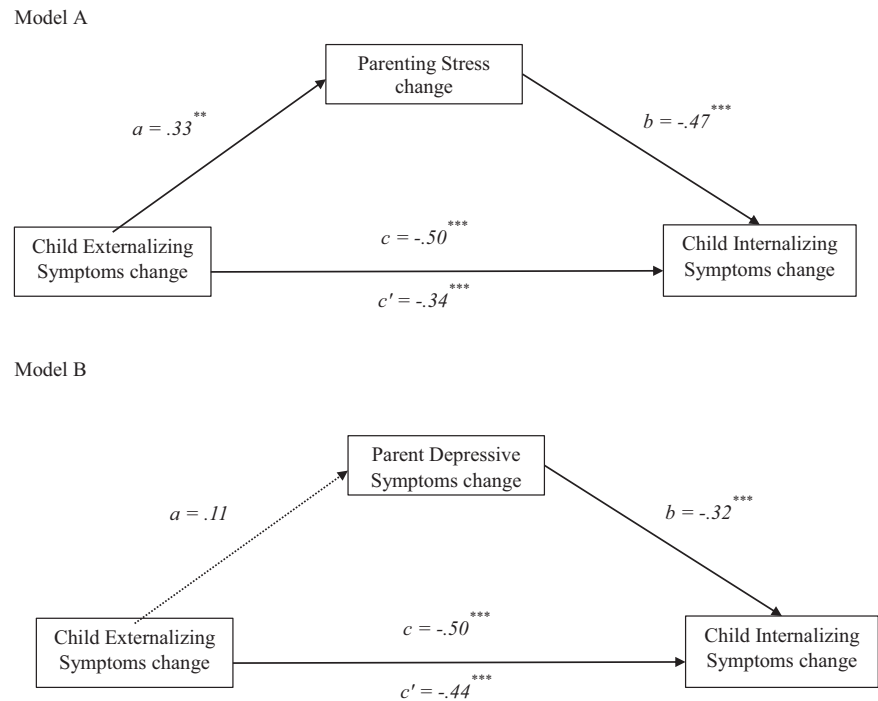 Model A
Parenting Stress
change
a = .33**
b = -.47***
Child Externalizing
Symptoms change
c = -.50***
c' = -.34***
Child Internalizing
Symptoms change
Model B
Parent Depressive
Symptoms change
a = .11
b = -.32***
Child Externalizing
Symptoms change
c = -.50***
c' = -.44***
Child Internalizing
Symptoms change